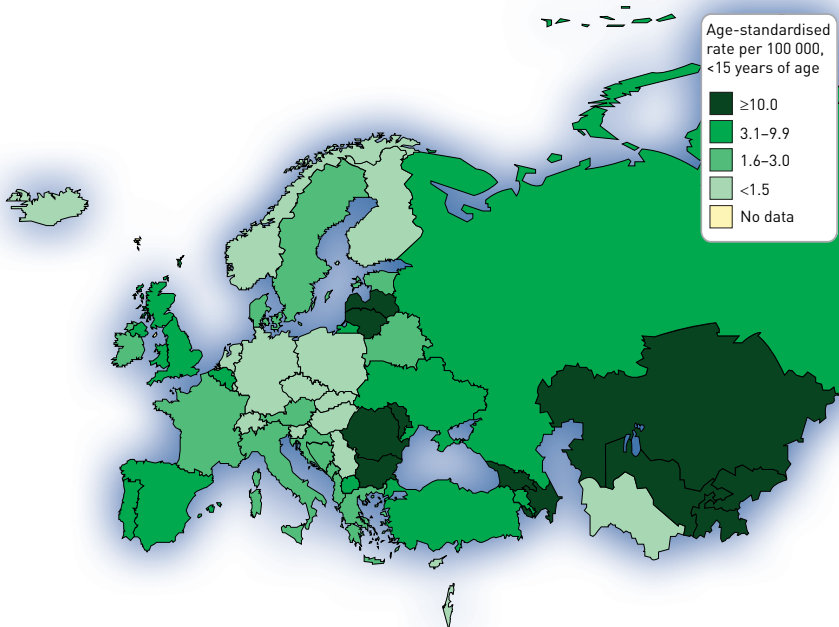 Age-standardised
rate per 100 000,
<15 years of age
≥10.0
3.1–9.9
1.6–3.0
<1.5
No data